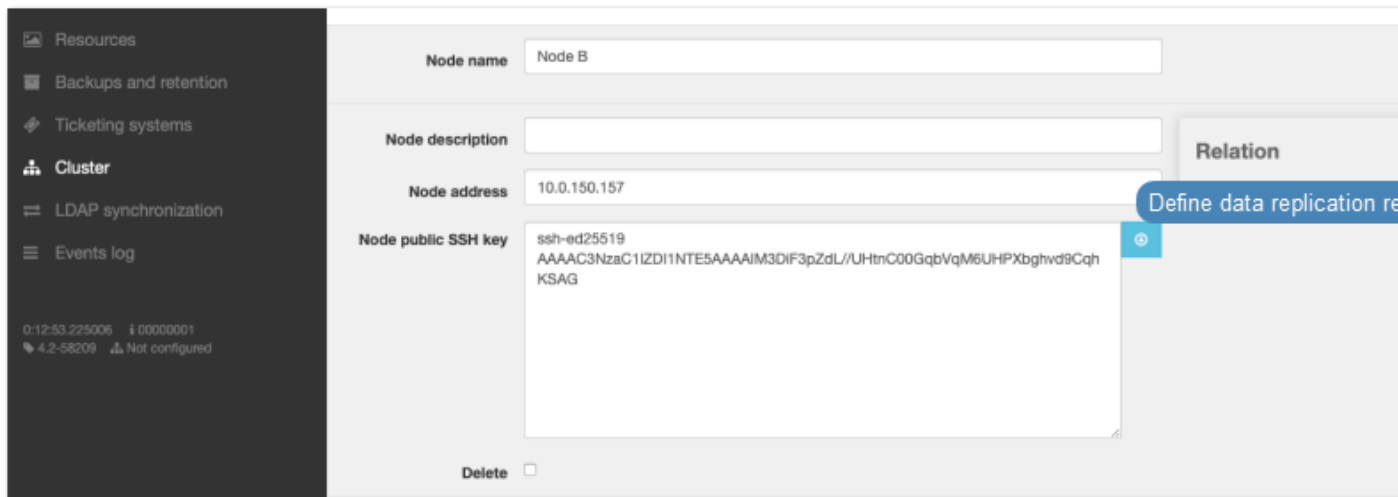 Resources
Backups and retention
Ticketing systems
Cluster
LDAP synchronization
Events log
0:12:53.225006 00000001
4.2-58209 Not configured
Node name Node B
Node description
Node address 10.0.150.157
Node public SSH key ssh-ed25519
AAAAC3NzaC1lZDI1NTE5AAAAIM3DiF3pZdL//UHtnC00GqbVqM6UHPXbghvd9Cqh
KSAG
Delete
Relation
Define data replication re